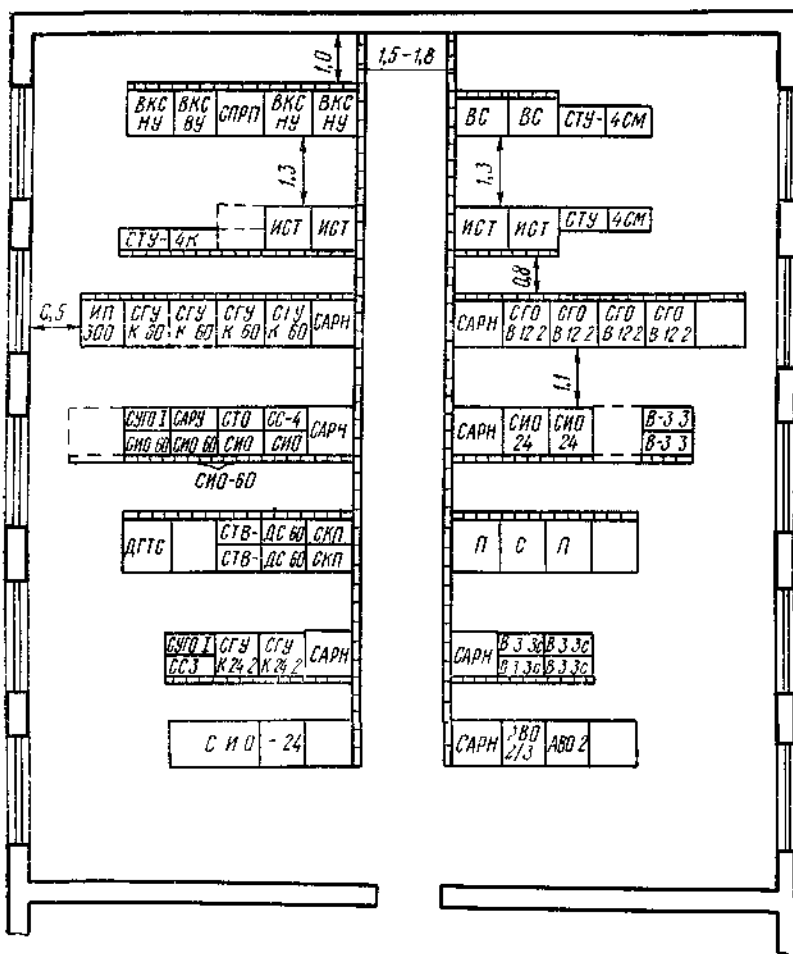 1,0
1,5-1,8
ВКС НУ ВКС ВУ СПРП ВКС НУ ВКС НУ
ВС ВС СТУ- 4СМ
1,3
1,3
СТУ- 4К ИСТ ИСТ
ИСТ ИСТ СТУ 4СМ
0,8
0,5
ИП 300 СГУ К 60 СГУ К 60 СГУ К 60 СГУ К 60 САРН
САРН СГО В 12 2 СГО В 12 2 СГО В 12 2 СГО В 12 2
1,1
СУГО I САРУ СТО СС-4 САРН
СИО 60 СИО 60 СИО СИО
САРН СИО 24 СИО 24 В-3 3
В-3 3
СИО-60
ДГТС СТВ- ДС 60 СКП
СТВ- ДС 60 СКП
П С П
СУГО I СГУ К 24 2 СГУ К 24 2 САРН
СС3
САРН В 3 3с В 3 3с
В 3 3с В 3 3с
С И О - 24
САРН 2/3 АВО 2